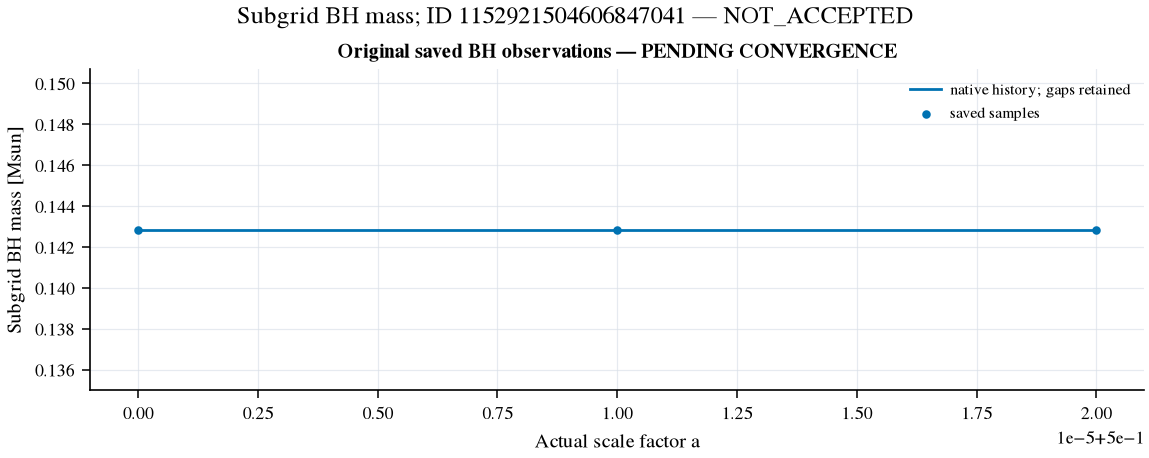 Subgrid BH mass; ID 1152921504606847041 — NOT_ACCEPTED
Original saved BH observations — PENDING CONVERGENCE
native history; gaps retained
saved samples
Subgrid BH mass [Msun]
0.150
0.148
0.146
0.144
0.142
0.140
0.138
0.136
0.00 0.25 0.50 0.75 1.00 1.25 1.50 1.75 2.00
1e−5+5e−1
Actual scale factor a